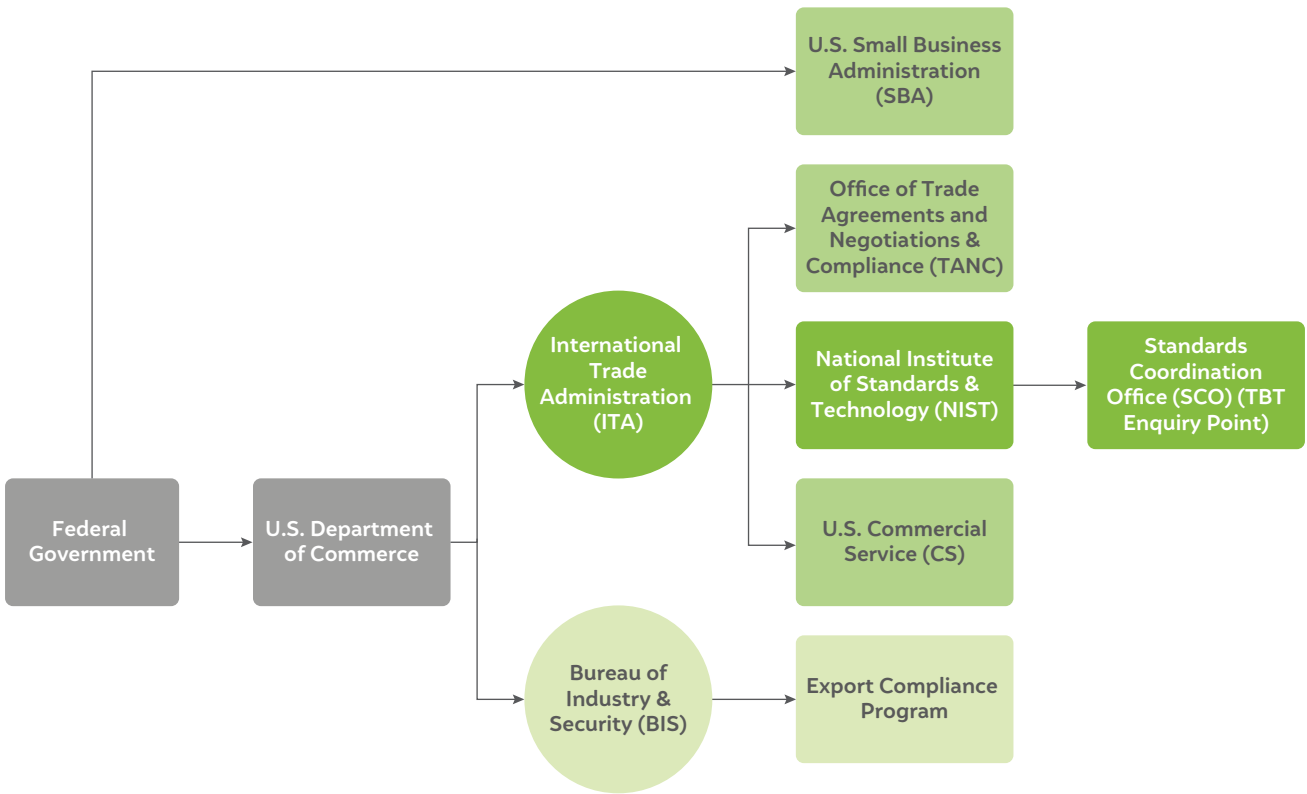 U.S. Small Business
Administration
(SBA)
Office of Trade
Agreements and
Negotiations &
Compliance (TANC)
International
Trade
Administration
(ITA)
National Institute
of Standards &
Technology (NIST)
Standards
Coordination
Office (SCO) (TBT
Enquiry Point)
Federal
Government
U.S. Department
of Commerce
U.S. Commercial
Service (CS)
Bureau of
Industry &
Security (BIS)
Export Compliance
Program